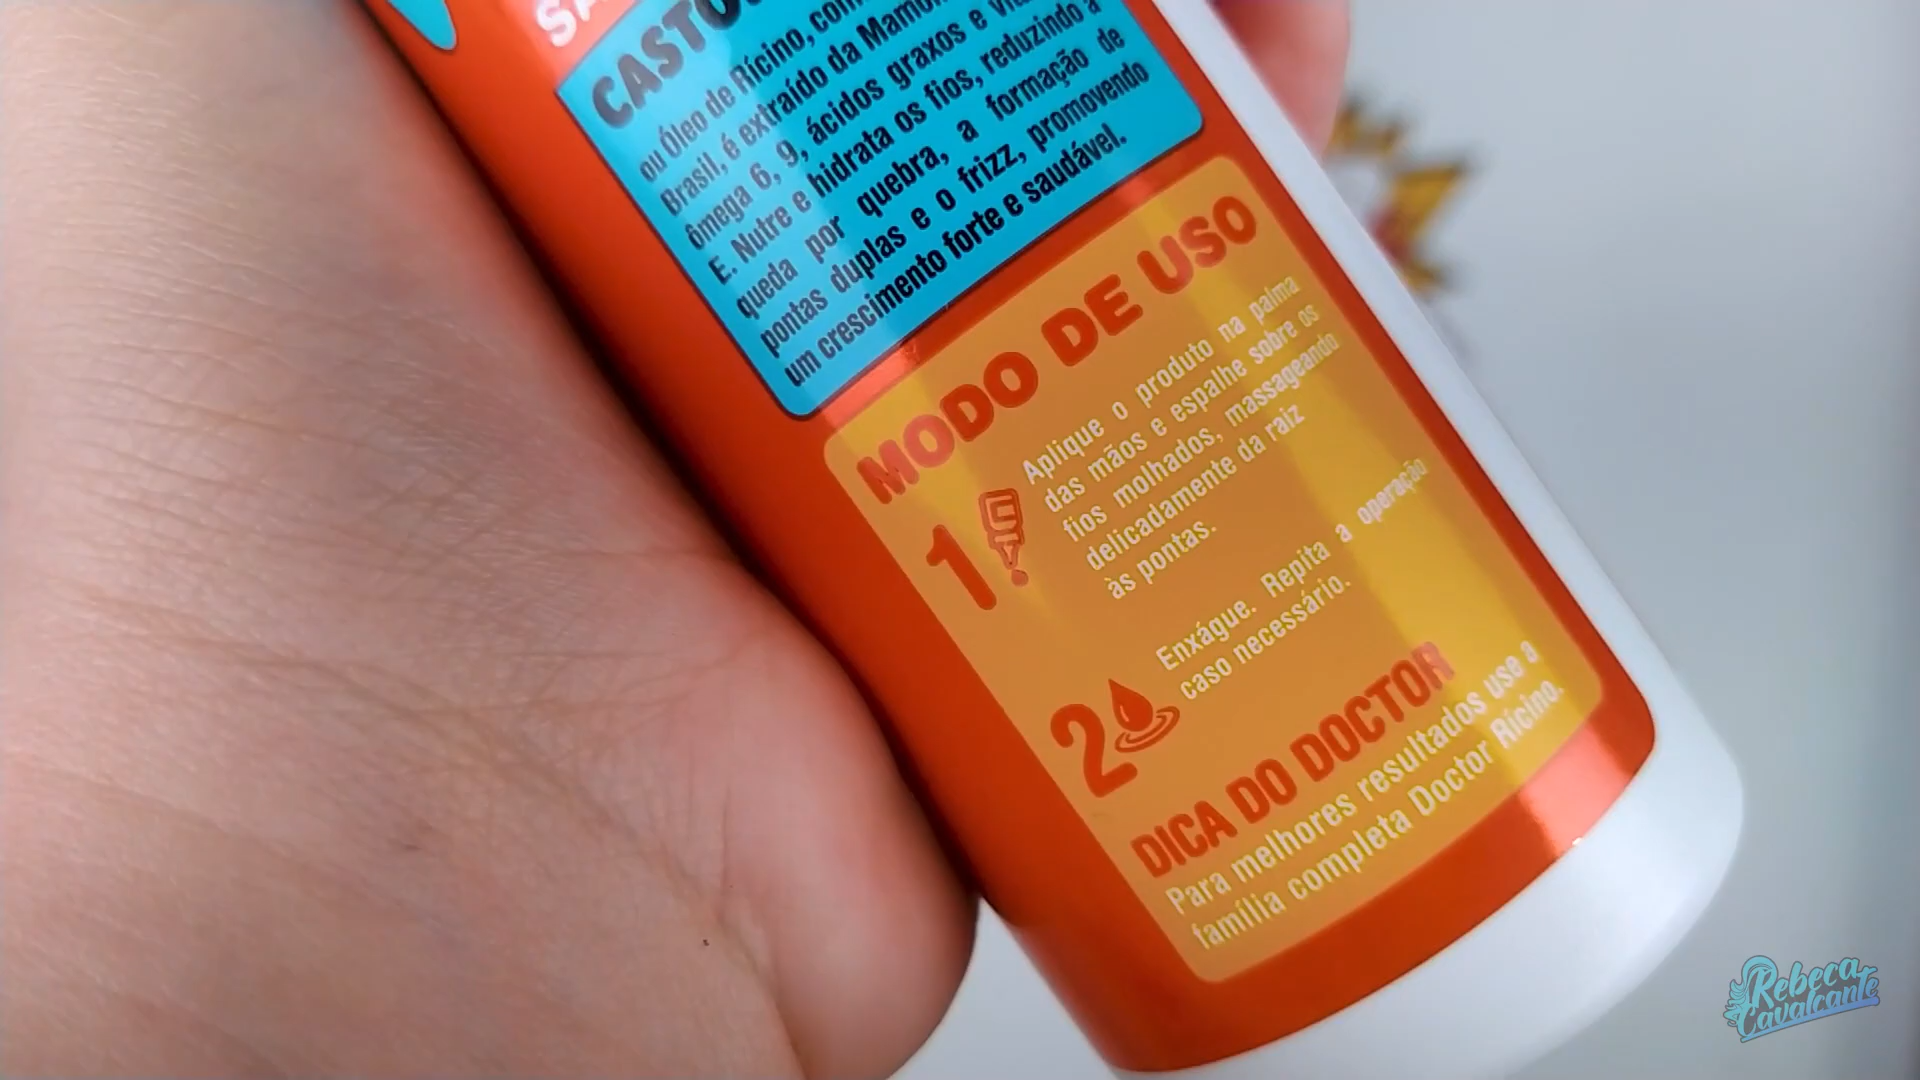 SA
CASTO
ou Óleo de Rícino, com
Brasil, é extraído da Mamon
ômega 6, 9, ácidos graxos e
E. Nutre e hidrata os fios, reduzindo a
queda por quebra, a formação de
pontas duplas e o frizz, promovendo
um crescimento forte e saudável.
MODO DE USO
1
Aplique o produto na palma
das mãos e espalhe sobre os
fios molhados, massageando
delicadamente da raiz
às pontas.
2
Enxágue. Repita a operação
caso necessário.
DICA DO DOCTOR
Para melhores resultados use a
família completa Doctor Rícino.
Rebeca
Cavalcante